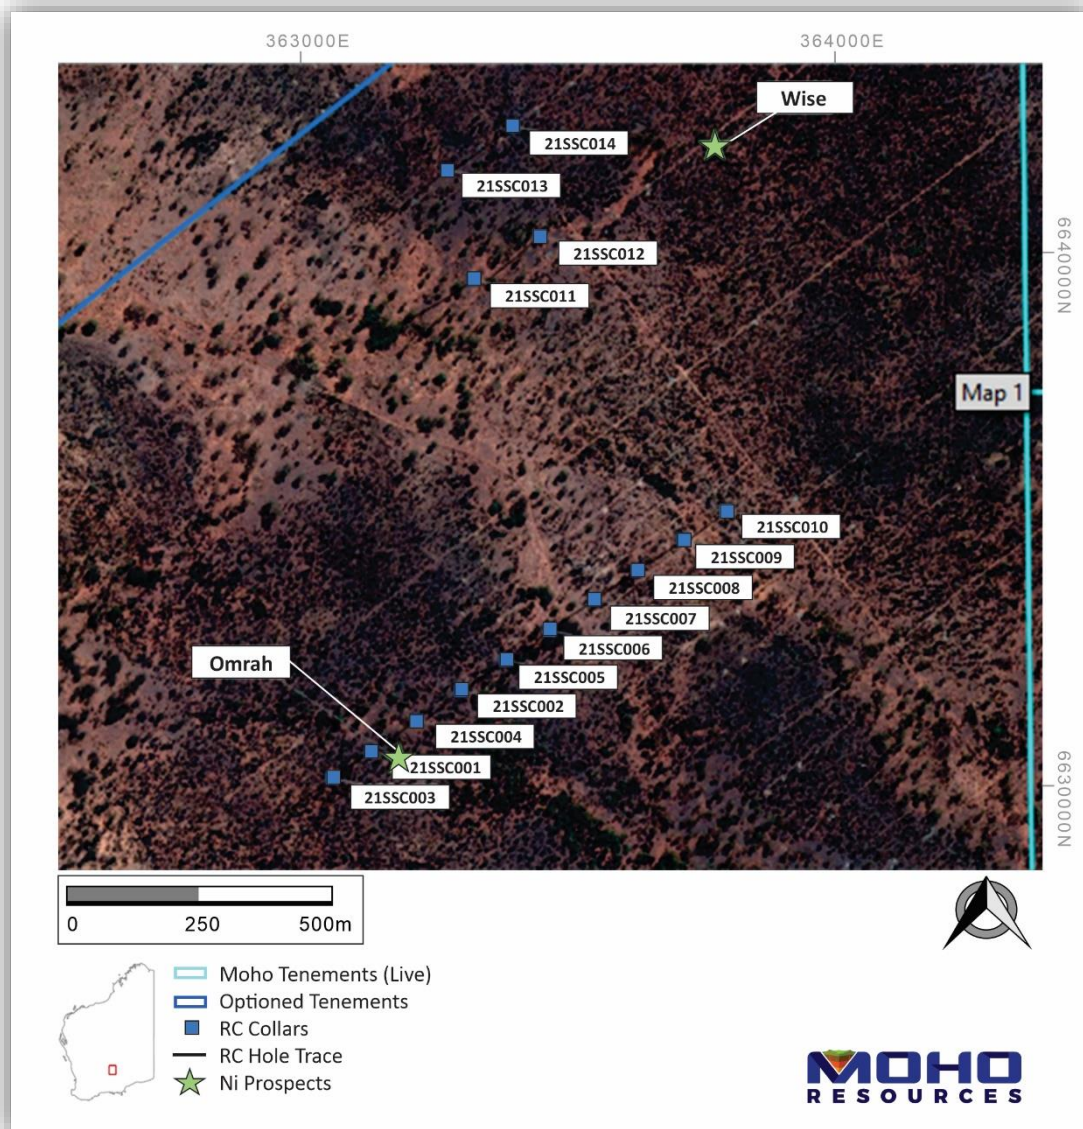 363000E
364000E
Wise
21SSC014
21SSC013
21SSC012
6640000N
21SSC011
Map 1
21SSC010
21SSC009
21SSC008
21SSC007
21SSC006
Omrah
21SSC005
21SSC002
21SSC004
21SSC001
21SSC003
6630000N
0 250 500m
Moho Tenements (Live)
Optioned Tenements
RC Collars
RC Hole Trace
Ni Prospects
MOHO
RESOURCES